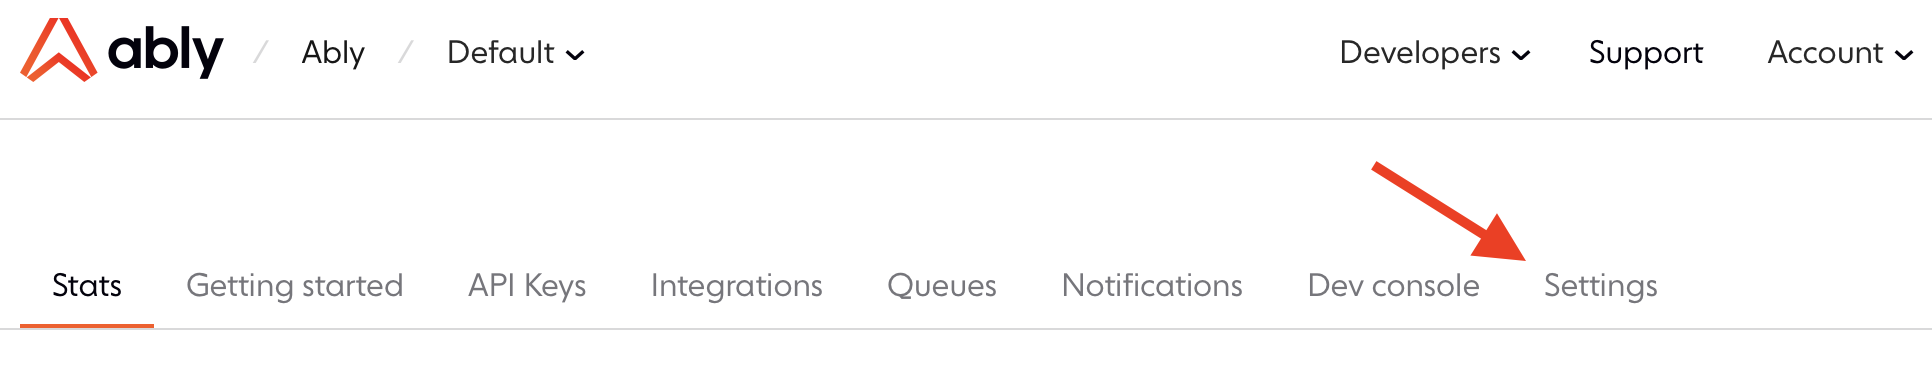 ably / Ably / Default Developers Support Account
Stats Getting started API Keys Integrations Queues Notifications Dev console Settings